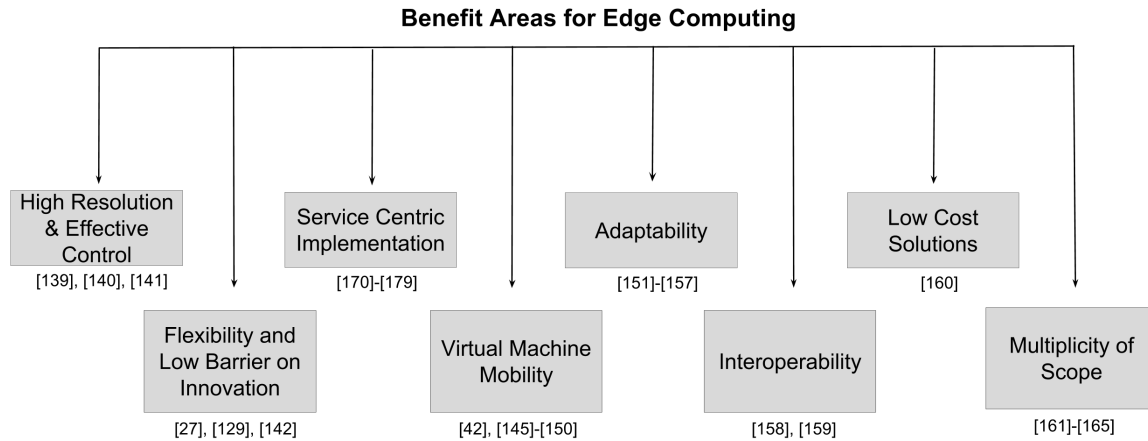 Benefit Areas for Edge Computing
High Resolution
& Effective
Control
[139], [140], [141]
Service Centric
Implementation
[170]-[179]
Adaptability
[151]-[157]
Low Cost
Solutions
[160]
Flexibility and
Low Barrier on
Innovation
[27], [129], [142]
Virtual Machine
Mobility
[42], [145]-[150]
Interoperability
[158], [159]
Multiplicity of
Scope
[161]-[165]